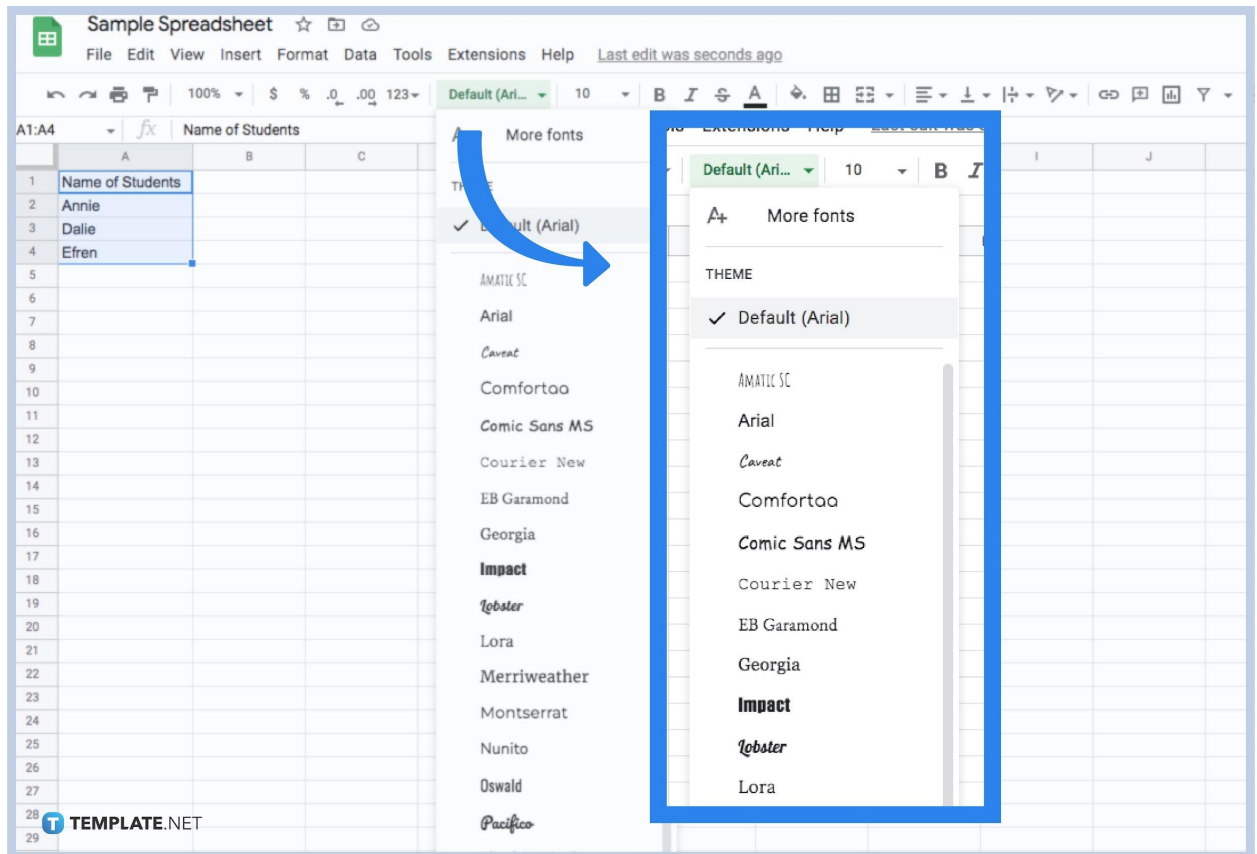 Sample Spreadsheet
File Edit View Insert Format Data Tools Extensions Help Last edit was seconds ago
100% $ % .0 .00 123 Default (Ari... 10 B I S A
A1:A4 fx Name of Students
A B C I J
1 Name of Students
2 Annie
3 Dalie
4 Efren
5
6
7
8
9
10
11
12
13
14
15
16
17
18
19
20
21
22
23
24
25
26
27
28
29
More fonts
Default (Arial)
Amatic SC
Arial
Caveat
Comfortaa
Comic Sans MS
Courier New
EB Garamond
Georgia
Impact
Lobster
Lora
Merriweather
Montserrat
Nunito
Oswald
Pacifico
Extensions Help
Default (Ari... 10 B I
A+ More fonts
THEME
Default (Arial)
Amatic SC
Arial
Caveat
Comfortaa
Comic Sans MS
Courier New
EB Garamond
Georgia
Impact
Lobster
Lora
T TEMPLATE.NET